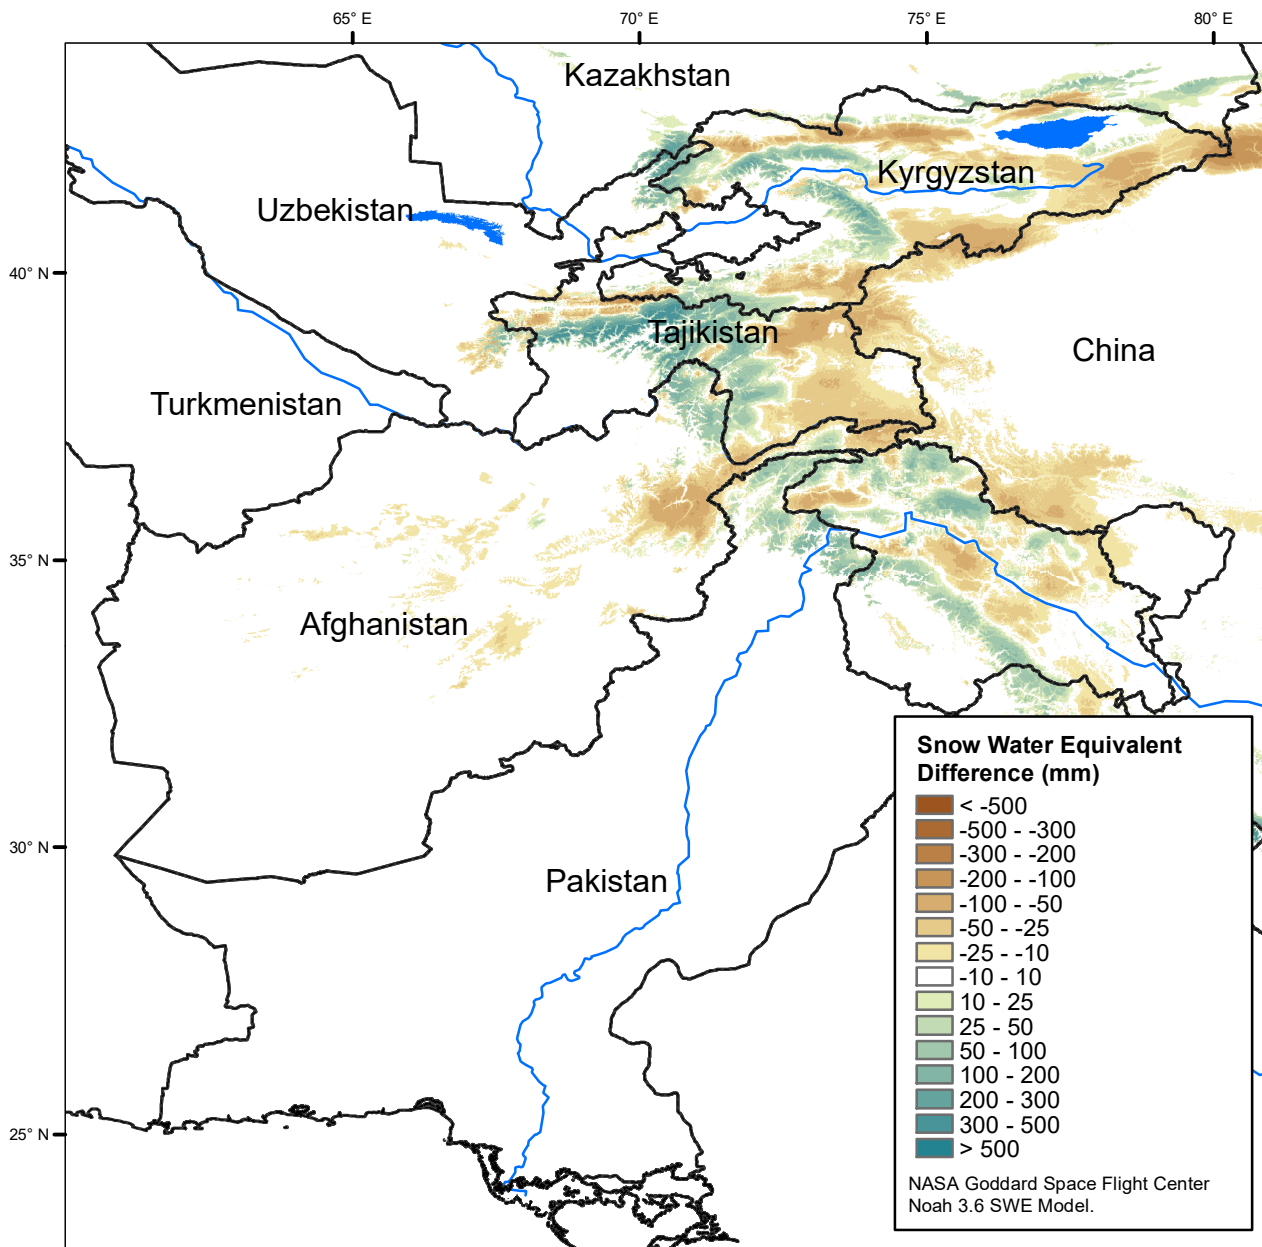 65° E
70° E
75° E
80° E
Kazakhstan
Kyrgyzstan
Uzbekistan
40° N
Tajikistan
China
Turkmenistan
35° N
Afghanistan
30° N
Pakistan
25° N
Snow Water Equivalent
Difference (mm)
< -500
-500 - -300
-300 - -200
-200 - -100
-100 - -50
-50 - -25
-25 - -10
-10 - 10
10 - 25
25 - 50
50 - 100
100 - 200
200 - 300
300 - 500
> 500
NASA Goddard Space Flight Center
Noah 3.6 SWE Model.